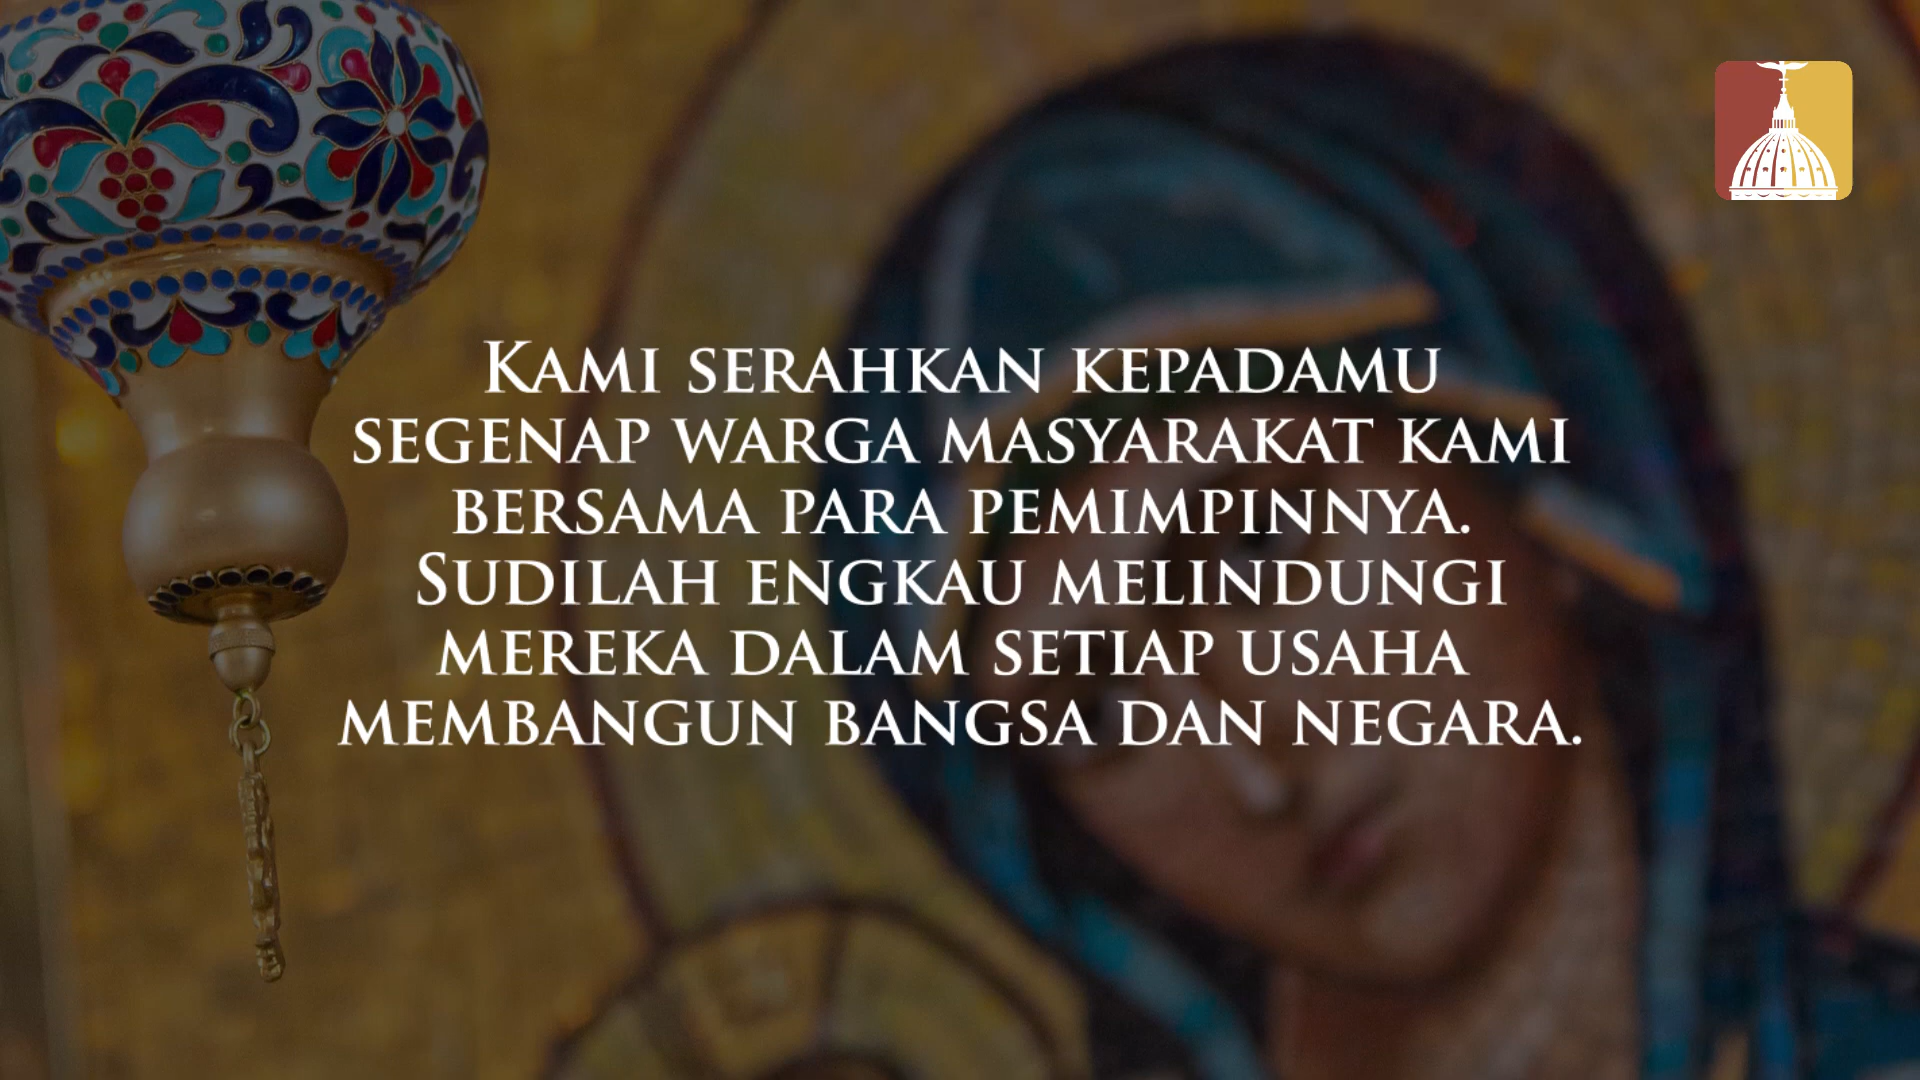 Kami serahkan kepadamu
segenap warga masyarakat kami
bersama para pemimpinnya.
Sudilah engkau melindungi
mereka dalam setiap usaha
membangun bangsa dan negara.